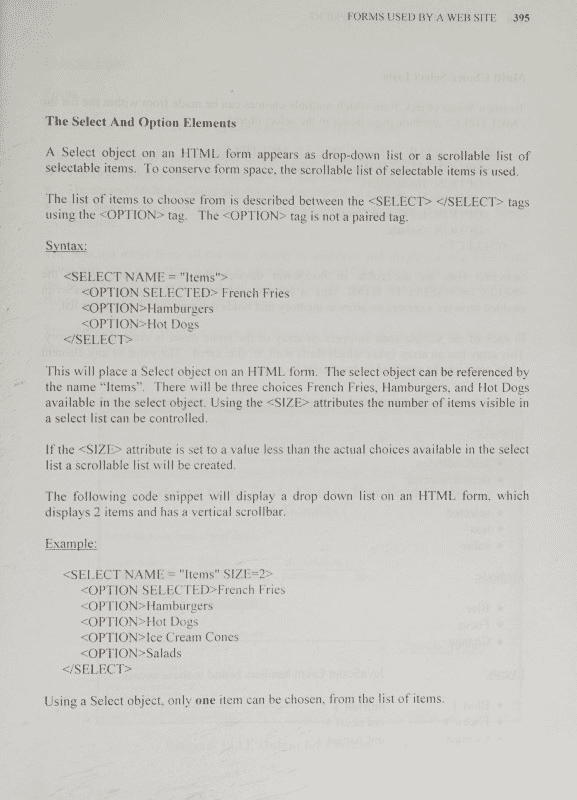 FORMS USED BY A WEB SITE 395
The Select And Option Elements
A Select object on an HTML form appears as drop-down list or a scrollable list of
selectable items. To conserve form space, the scrollable list of selectable items is used.
The list of items to choose from is described between the <SELECT> </SELECT> tags
using the <OPTION> tag. The <OPTION> tag is not a paired tag.
Syntax:
<SELECT NAME = "Items">
<OPTION SELECTED> French Fries
<OPTION>Hamburgers
<OPTION>Hot Dogs
</SELECT>
This will place a Select object on an HTML form. The select object can be referenced by
the name “Items”. There will be three choices French Fries, Hamburgers, and Hot Dogs
available in the select object. Using the <SIZE> attributes the number of items visible in
a select list can be controlled.
If the <SIZE> attribute is set to a value less than the actual choices available in the select
list a scrollable list will be created.
The following code snippet will display a drop down list on an HTML form, which
displays 2 items and has a vertical scrollbar.
Example:
<SELECT NAME = "Items" SIZE=2>
<OPTION SELECTED>French Fries
<OPTION>Hamburgers
<OPTION>Hot Dogs
<OPTION>Ice Cream Cones
<OPTION>Salads
</SELECT>
Using a Select object, only one item can be chosen, from the list of items.